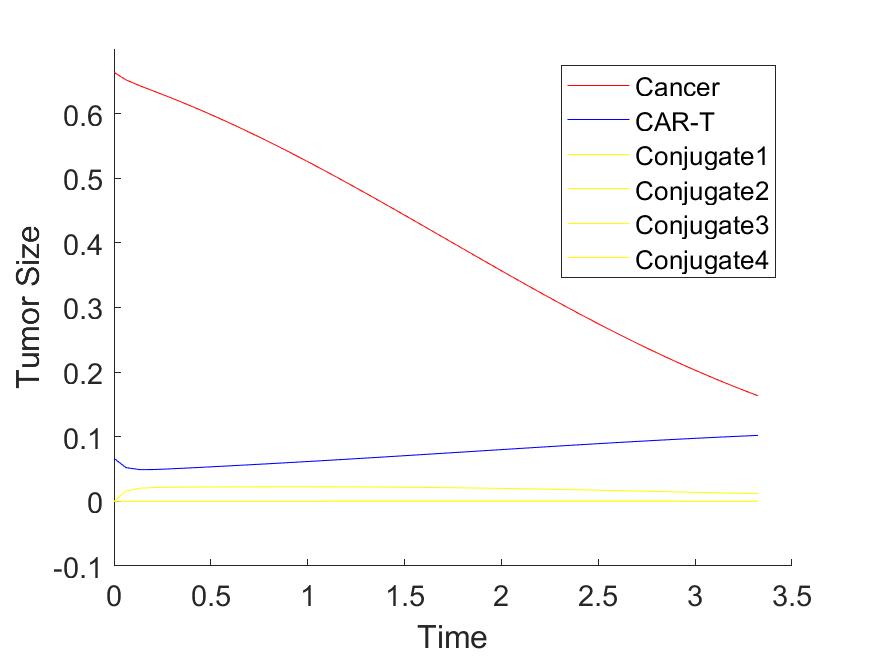 Cancer
CAR-T
Conjugate1
Conjugate2
Conjugate3
Conjugate4
0.6
0.5
0.4
0.3
0.2
0.1
0
-0.1
Tumor Size
0 0.5 1 1.5 2 2.5 3 3.5
Time